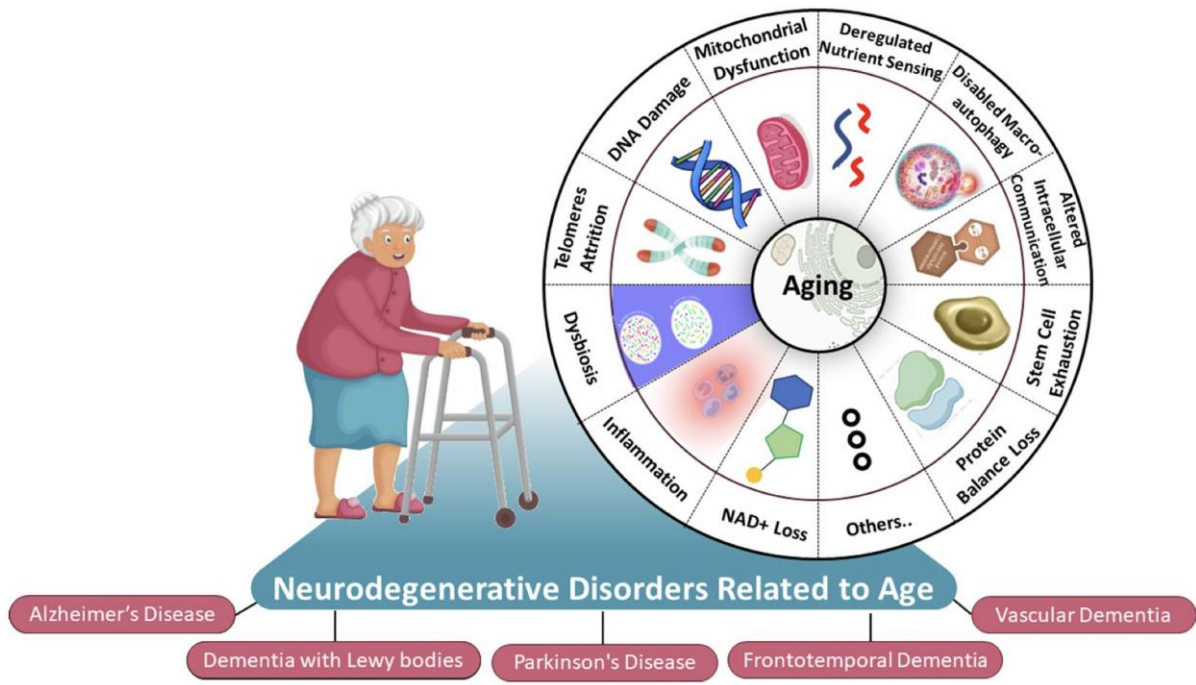 Mitochondrial
Dysfunction
Deregulated
Nutrient Sensing
Disabled Macro-
autophagy
Altered
Intracellular
Communication
Stem Cell
Exhaustion
Protein
Balance Loss
Others..
NAD+ Loss
Inflammation
Dysbiosis
Telomeres
Attrition
DNA Damage
Aging
Neurodegenerative Disorders Related to Age
Alzheimer’s Disease
Dementia with Lewy bodies
Parkinson's Disease
Frontotemporal Dementia
Vascular Dementia